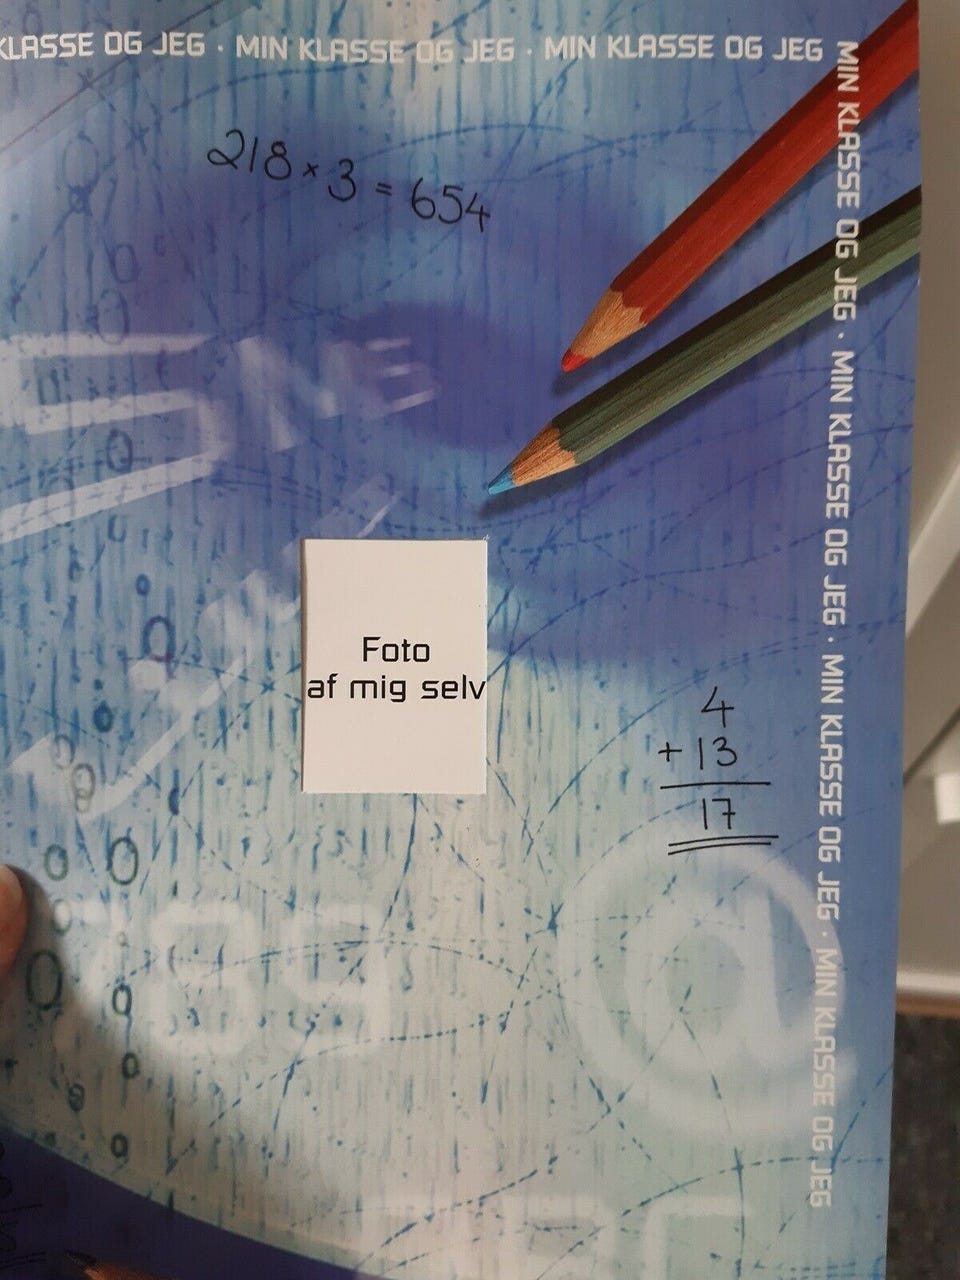 KLASSE OG JEG · MIN KLASSE OG JEG · MIN KLASSE OG JEG
MIN KLASSE OG JEG · MIN KLASSE OG JEG · MIN KLASSE OG JEG · MIN KLASSE OG JEG
218 × 3 = 654
Foto
af mig selv
4
+ 13
17
@